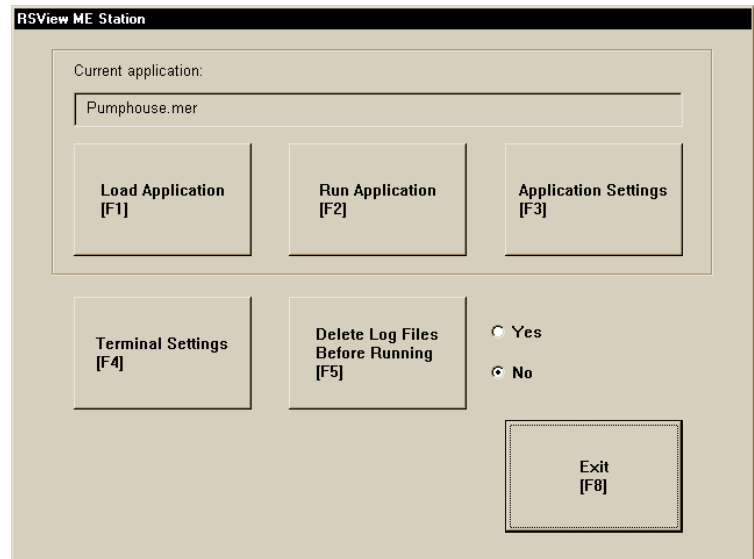 RSView ME Station
Current application:
Pumphouse.mer
Load Application
[F1]
Run Application
[F2]
Application Settings
[F3]
Terminal Settings
[F4]
Delete Log Files
Before Running
[F5]
Yes
No
Exit
[F8]